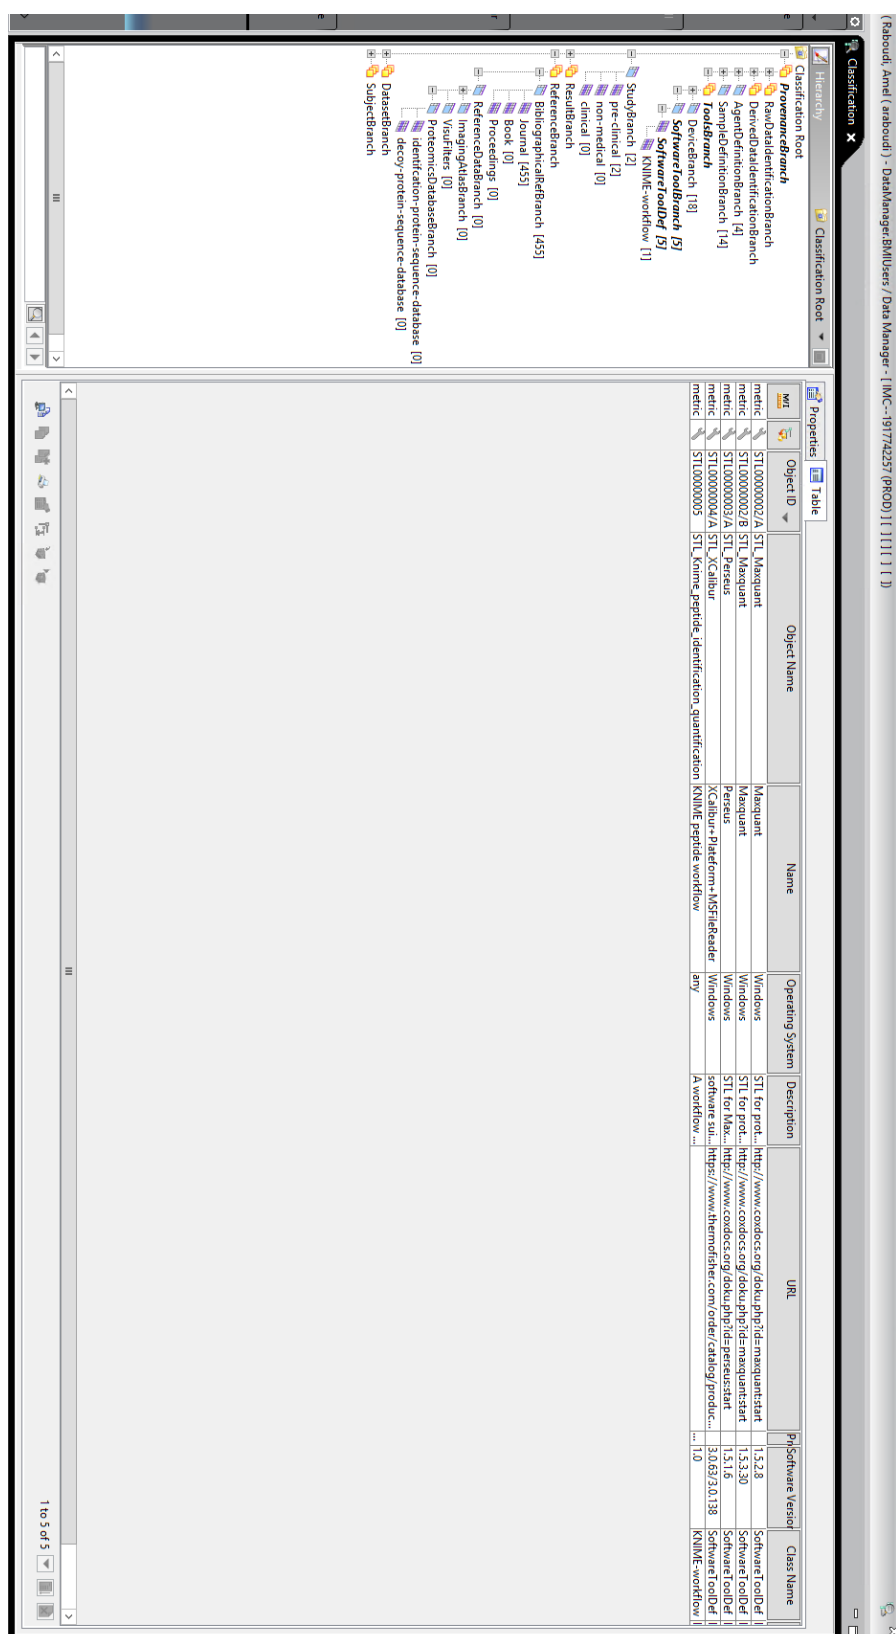 ( Raboudi, Amel ( araboudi ) - DataManager.BMIUsers / Data Manager - [ IMC--1917742257 (PROD) ] [ ] [ ] [ ] [ ])
Classification
Hierarchy
Classification Root
Classification Root
ProvenanceBranch
RawDataIdentificationBranch
DerivedDataIdentificationBranch
AgentDefinitionBranch [4]
SampleDefinitionBranch [14]
ToolsBranch
DeviceBranch [18]
SoftwareToolBranch [5]
SoftwareToolDef [5]
KNIME-workflow [1]
StudyBranch [2]
pre-clinical [2]
non-medical [0]
clinical [0]
ResultBranch
ReferenceBranch
BibliographicalRefBranch [455]
Journal [455]
Book [0]
Proceedings [0]
ReferenceDataBranch [0]
ImagingAtlasBranch [0]
VisuFilters [0]
ProteomicsDatabaseBranch [0]
identifcation-protein-sequence-database [0]
decoy-protein-sequence-database [0]
DatasetBranch
SubjectBranch
Properties Table
Object ID Object Name Name Operating System Description URL Pr Software Version Class Name
metric STL00000002/A STL_Maxquant Maxquant Windows STL for prot... http://www.coxdocs.org/doku.php?id=maxquant:start 1.5.2.8 SoftwareToolDef
metric STL00000002/B STL_Maxquant Maxquant Windows STL for prot... http://www.coxdocs.org/doku.php?id=maxquant:start 1.5.3.30 SoftwareToolDef
metric STL00000003/A STL_Perseus Perseus Windows STL for Max... http://www.coxdocs.org/doku.php?id=perseus:start 1.5.1.6 SoftwareToolDef
metric STL00000004/A STL_XCalibur XCalibur+Plateform+MSFileReader Windows software sui... https://www.thermofisher.com/order/catalog/produc... 3.0.63/3.0.138 SoftwareToolDef
metric STL00000005 STL_Knime_peptide_identification_quantification KNIME peptide workflow any A workflow ... ... 1.0 KNIME-workflow
1 to 5 of 5